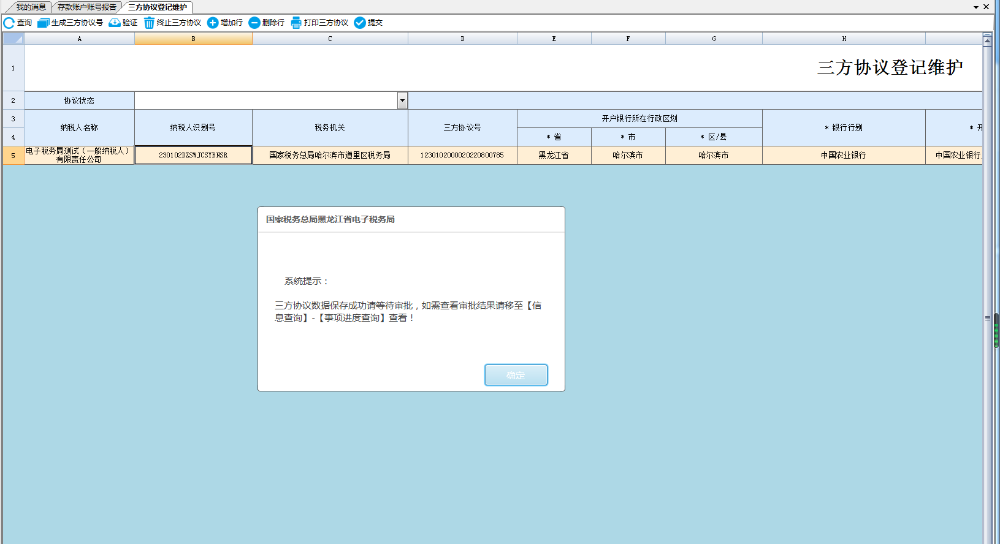 我的消息 存款账户账号报告 三方协议登记维护
查询 生成三方协议号 验证 终止三方协议 增加行 删除行 打印三方协议 提交
A B C D E F G H
1 三方协议登记维护
2 协议状态
3 纳税人名称 纳税人识别号 税务机关 三方协议号 开户银行所在行政区划 * 银行行别 * 开
4 * 省 * 市 * 区/县
5 电子税务局测试（一般纳税人）有限责任公司 230102DZSWJCSYBNSR 国家税务总局哈尔滨市道里区税务局 1230102000020220800785 黑龙江省 哈尔滨市 哈尔滨市 中国农业银行 中国农业银行
国家税务总局黑龙江省电子税务局
系统提示：
三方协议数据保存成功请等待审批，如需查看审批结果请移至【信
息查询】-【事项进度查询】查看！
确定